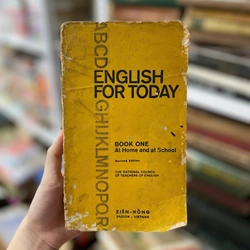 ABCDEFGHIJKLMNOPQR
ENGLISH
FOR TODAY
BOOK ONE
At Home and at School
Revised Edition
THE NATIONAL COUNCIL
OF TEACHERS OF ENGLISH
ZIÊN-HỒNG
SAIGON - VIETNAM